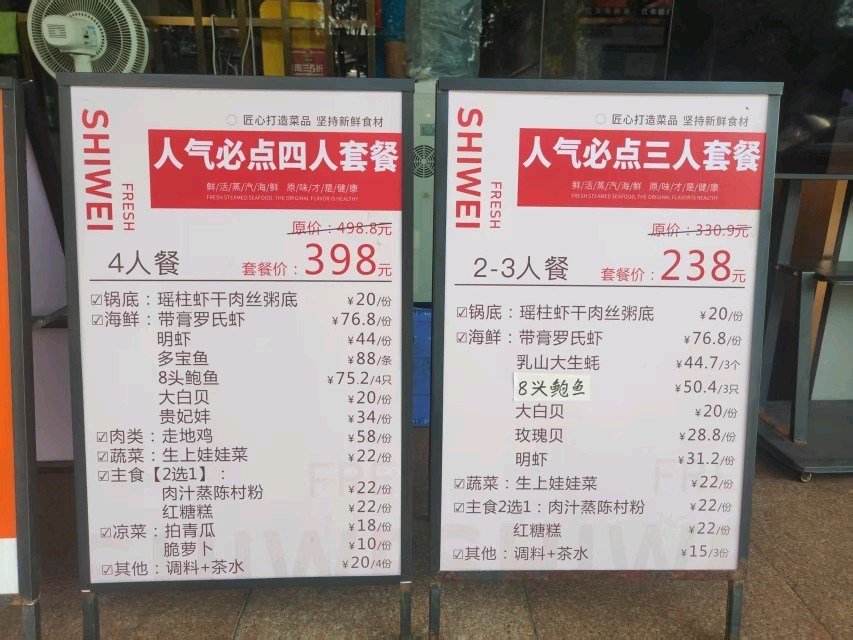 周三5折
SHIWEI
FRESH
匠心打造菜品 坚持新鲜食材
人气必点四人套餐
鲜/活/蒸/汽/海/鲜 原/味/才/是/健/康
FRESH STEAMED SEAFOOD, THE ORIGINAL FLAVOR IS HEALTHY
原价：498.8元
4人餐 套餐价：398元
☑锅底：瑶柱虾干肉丝粥底 ¥20/份
☑海鲜：带膏罗氏虾 ¥76.8/份
明虾 ¥44/份
多宝鱼 ¥88/条
8头鲍鱼 ¥75.2/4只
大白贝 ¥20/份
贵妃蚌 ¥34/份
☑肉类：走地鸡 ¥58/份
☑蔬菜：生上娃娃菜 ¥22/份
☑主食【2选1】：
肉汁蒸陈村粉 ¥22/份
红糖糕 ¥22/份
☑凉菜：拍青瓜 ¥18/份
脆萝卜 ¥10/份
☑其他：调料+茶水 ¥20/4份
SHIWEI
FRESH
匠心打造菜品 坚持新鲜食材
人气必点三人套餐
鲜/活/蒸/汽/海/鲜 原/味/才/是/健/康
FRESH STEAMED SEAFOOD, THE ORIGINAL FLAVOR IS HEALTHY
原价：330.9元
2-3人餐 套餐价：238元
☑锅底：瑶柱虾干肉丝粥底 ¥20/份
☑海鲜：带膏罗氏虾 ¥76.8/份
乳山大生蚝 ¥44.7/3个
8头鲍鱼 ¥50.4/3只
大白贝 ¥20/份
玫瑰贝 ¥28.8/份
明虾 ¥31.2/份
☑蔬菜：生上娃娃菜 ¥22/份
☑主食2选1：肉汁蒸陈村粉 ¥22/份
红糖糕 ¥22/份
☑其他：调料+茶水 ¥15/3份